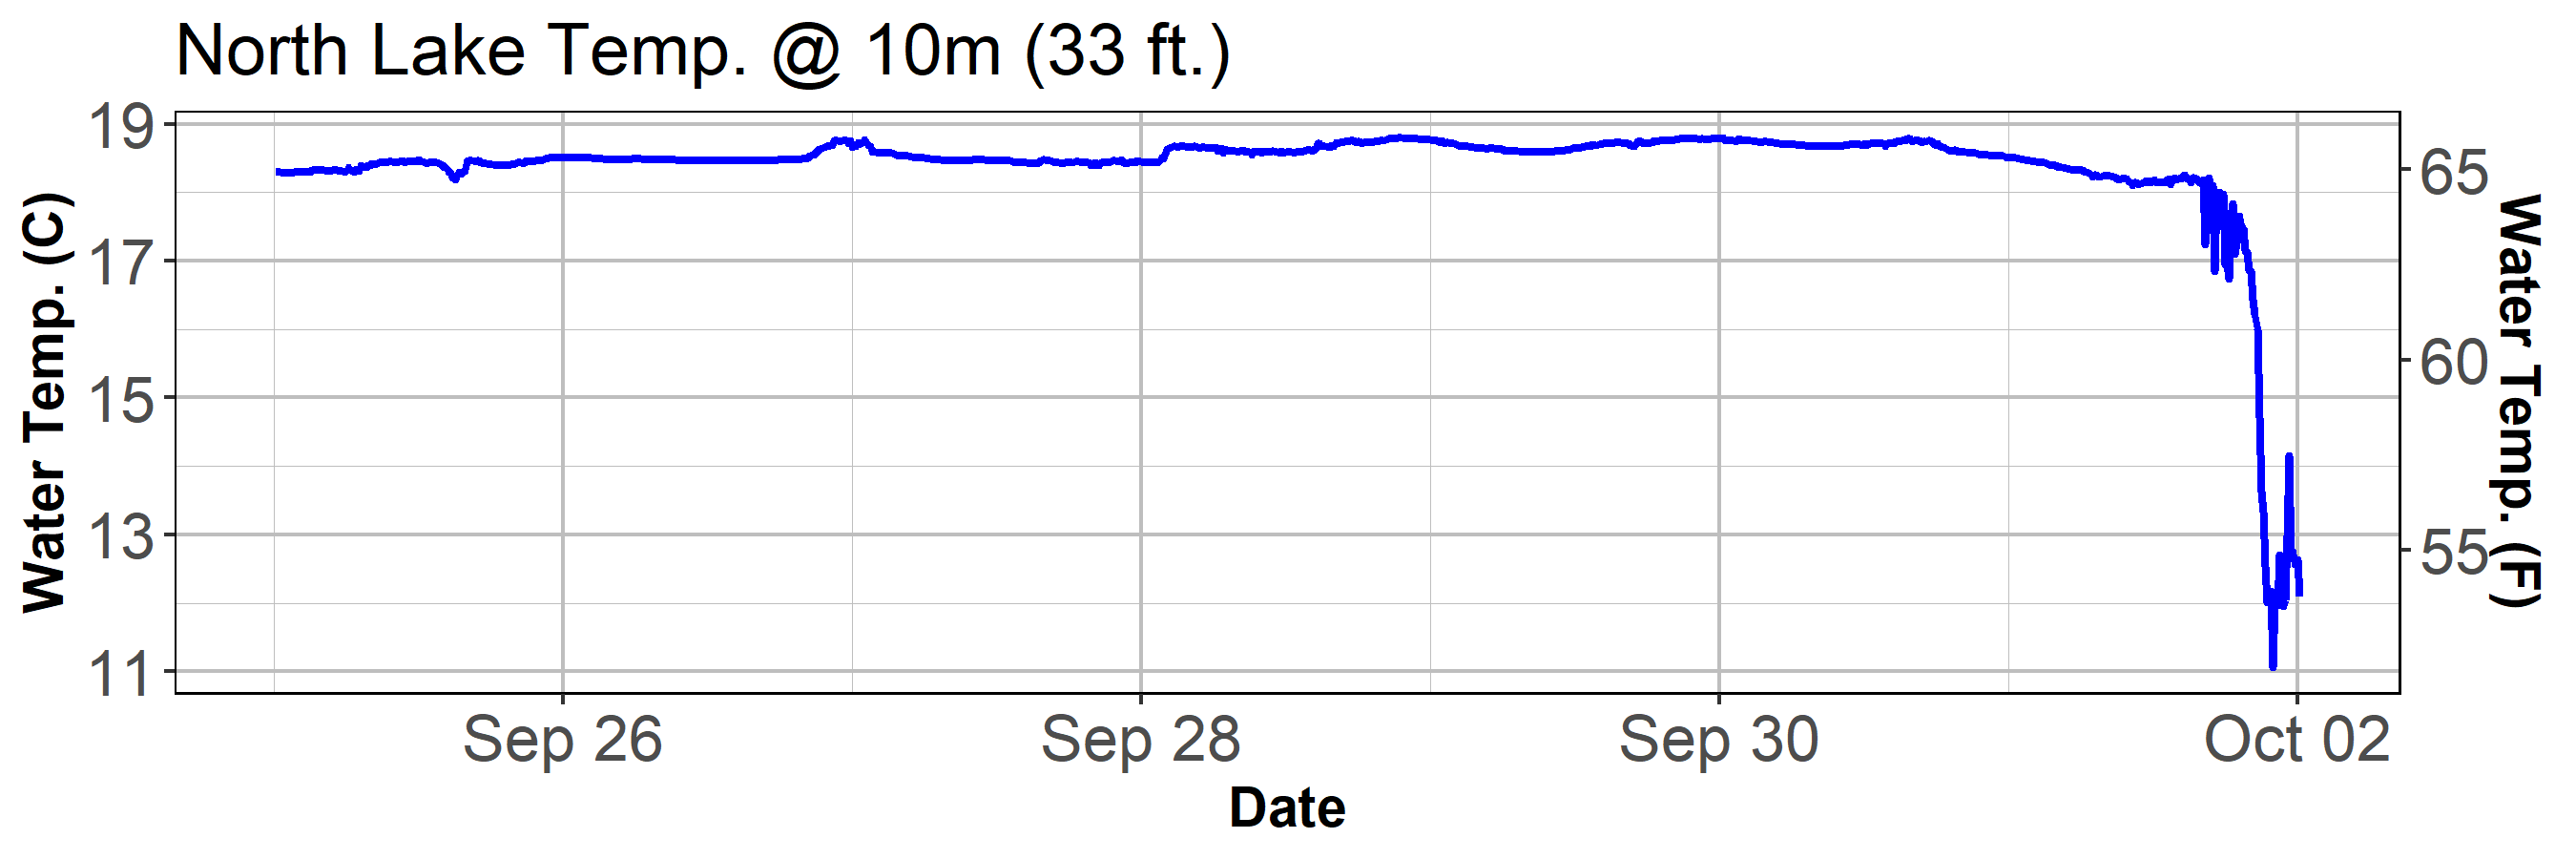 North Lake Temp. @ 10m (33 ft.)
19
17
15
13
11
Water Temp. (C)
65
60
55
Water Temp. (F)
Sep 26
Sep 28
Sep 30
Oct 02
Date